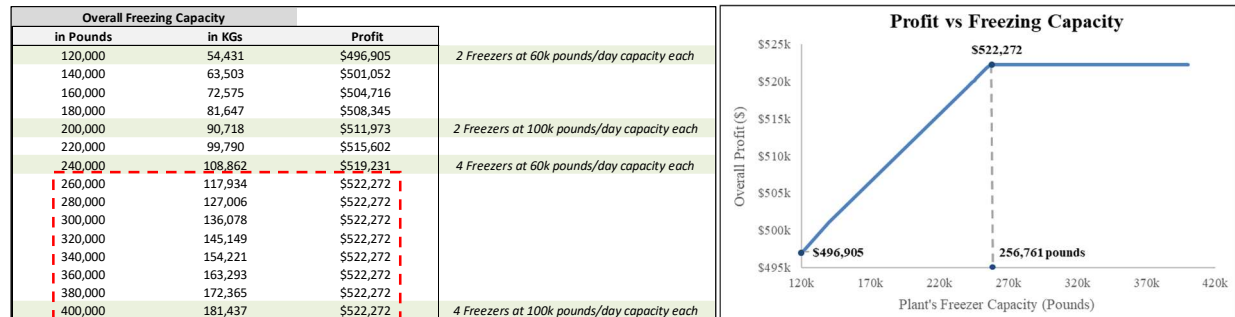 Overall Freezing Capacity
in Pounds in KGs Profit
120,000 54,431 $496,905 2 Freezers at 60k pounds/day capacity each
140,000 63,503 $501,052
160,000 72,575 $504,716
180,000 81,647 $508,345
200,000 90,718 $511,973 2 Freezers at 100k pounds/day capacity each
220,000 99,790 $515,602
240,000 108,862 $519,231 4 Freezers at 60k pounds/day capacity each
260,000 117,934 $522,272
280,000 127,006 $522,272
300,000 136,078 $522,272
320,000 145,149 $522,272
340,000 154,221 $522,272
360,000 163,293 $522,272
380,000 172,365 $522,272
400,000 181,437 $522,272 4 Freezers at 100k pounds/day capacity each
Profit vs Freezing Capacity
$525k
$520k
$515k
$510k
$505k
$500k
$495k
Overall Profit ($)
$522,272
$496,905
256,761 pounds
120k 170k 220k 270k 320k 370k 420k
Plant's Freezer Capacity (Pounds)